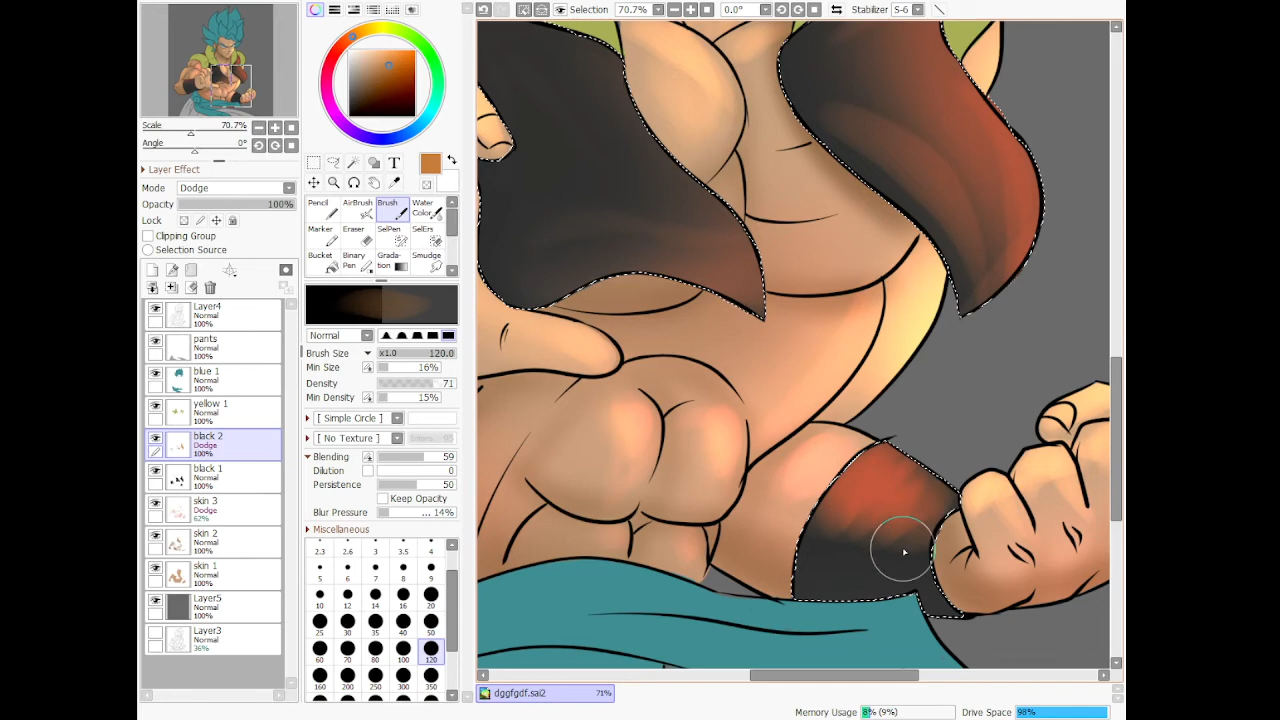 Selection 70.7% 0.0° Stabilizer S-6
Scale 70.7%
Angle 0°
Layer Effect
Mode Dodge
Opacity 100%
Lock
Clipping Group
Selection Source
Layer4
Normal
100%
pants
Normal
100%
blue 1
Normal
100%
yellow 1
Normal
100%
black 2
Dodge
100%
black 1
Normal
100%
skin 3
Dodge
62%
skin 2
Normal
100%
skin 1
Normal
100%
Layer5
Normal
100%
Layer3
Normal
36%
T
Pencil AirBrush Brush Water Color
Marker Eraser SelPen SelErs
Bucket Binary Pen Grada-tion Smudge
Normal
Brush Size x1.0 120.0
Min Size 16%
Density 71
Min Density 15%
[ Simple Circle ]
[ No Texture ]
Blending 59
Dilution 0
Persistence 50
Keep Opacity
Blur Pressure ... 14%
Miscellaneous
2.3 2.6 3 3.5 4
5 6 7 8 9
10 12 14 16 20
25 30 35 40 50
60 70 80 100 120
160 200 250 300 350
dggfgdf.sai2 71%
Memory Usage 8% (9%) Drive Space 98%